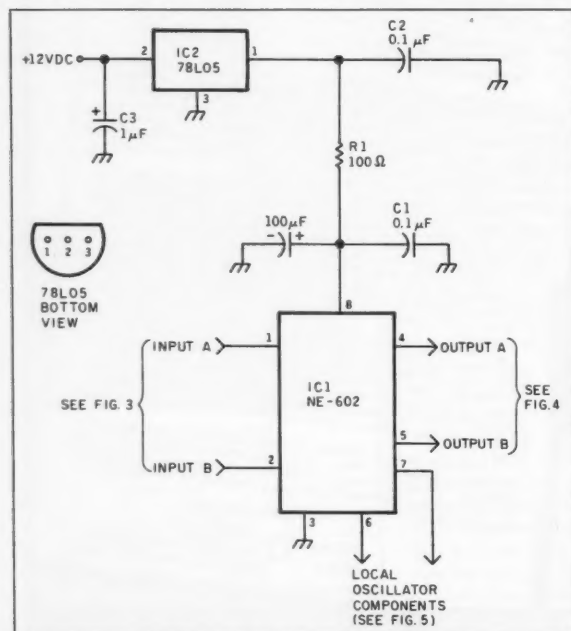 C2
0.1 µF
+12VDC
2
IC2
78L05
1
3
+
C3
1µF
R1
100Ω
100µF
- +
C1
0.1 µF
1 2 3
78L05
BOTTOM
VIEW
8
1
INPUT A
4
OUTPUT A
SEE FIG. 3
IC1
NE-602
SEE
FIG.4
INPUT B
2
5
OUTPUT B
7
3
6
LOCAL
OSCILLATOR
COMPONENTS
(SEE FIG. 5)